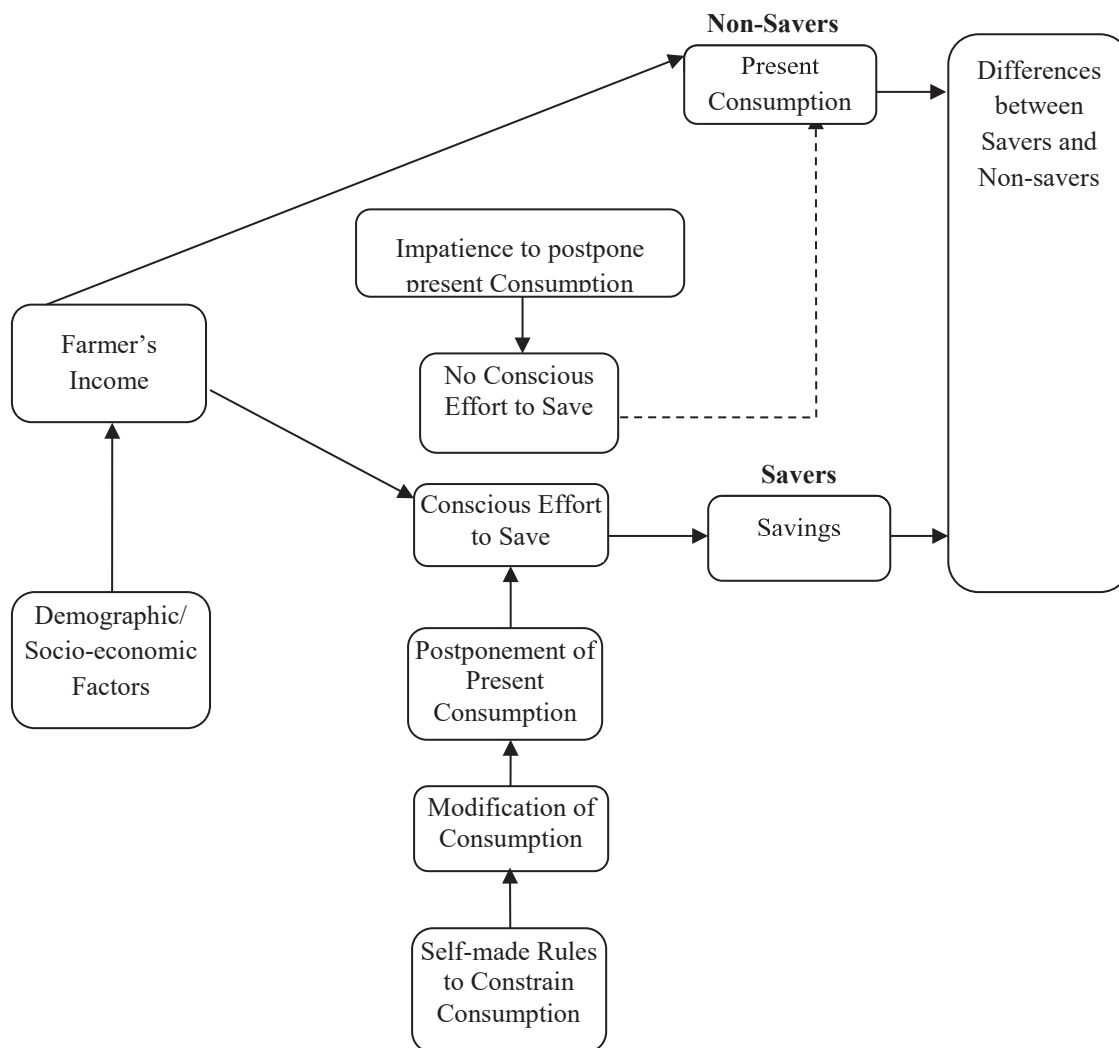 Non-Savers
Present
Consumption
Differences
between
Savers and
Non-savers
Impatience to postpone
present Consumption
Farmer’s
Income
No Conscious
Effort to Save
Savers
Conscious Effort
to Save
Savings
Demographic/
Socio-economic
Factors
Postponement of
Present
Consumption
Modification of
Consumption
Self-made Rules
to Constrain
Consumption